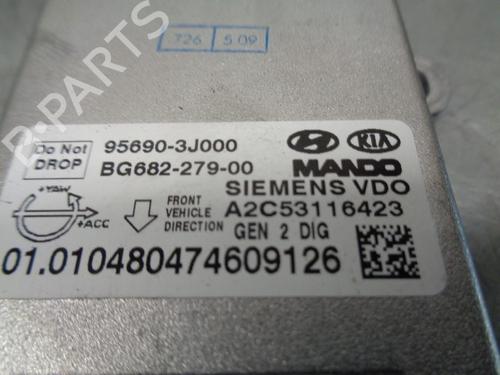 726 5 09
B-PARTS
Do Not DROP
95690-3J000
BG682-279-00
KIA
MANDO
SIEMENS VDO
A2C53116423
GEN 2 DIG
+YAW
+ACC
FRONT
VEHICLE
DIRECTION
01.010480474609126